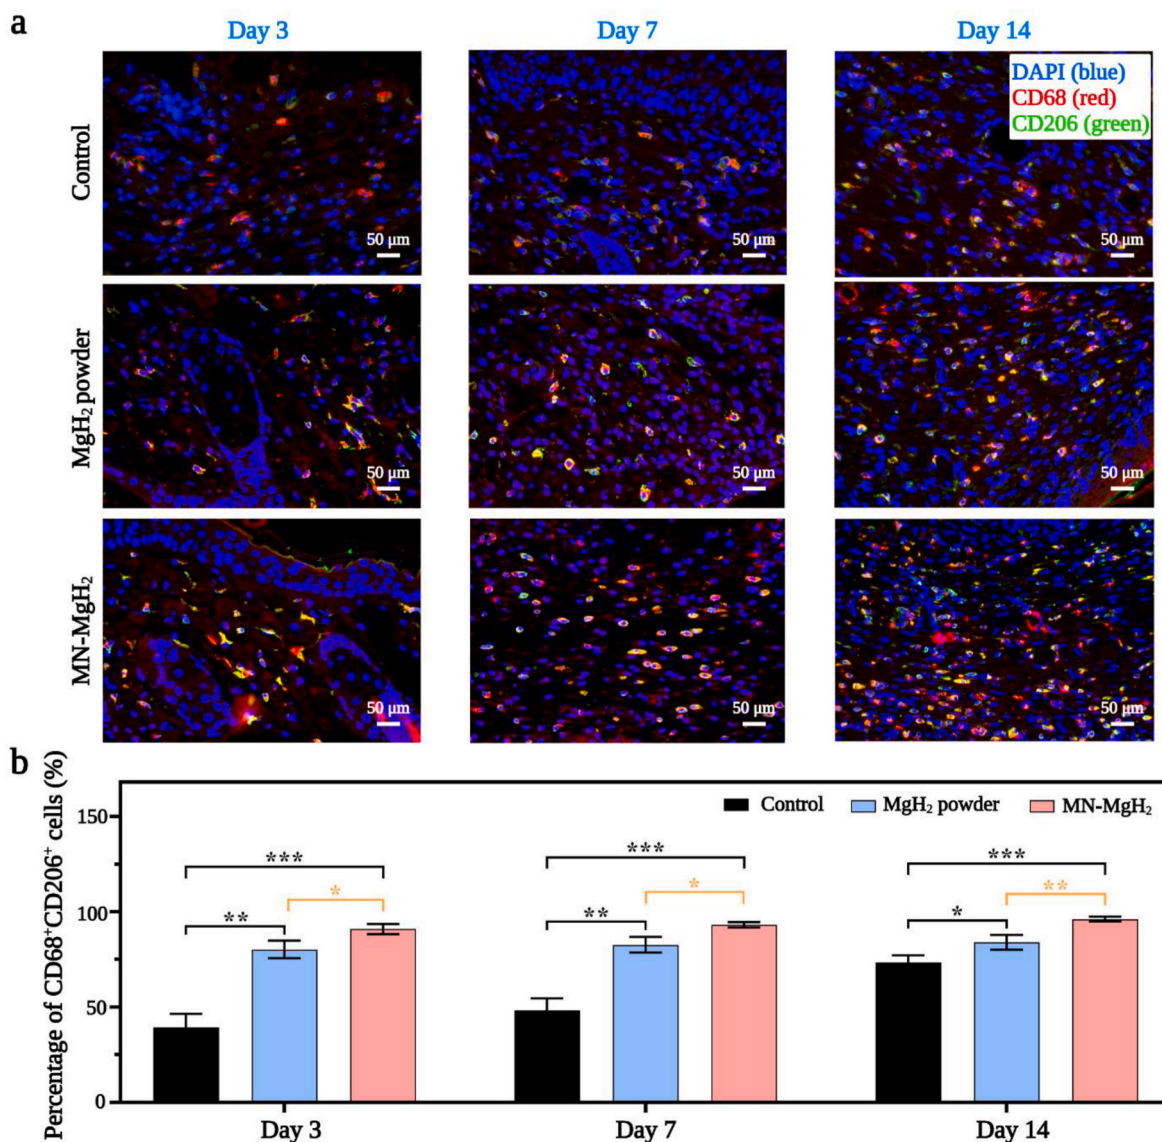 a
Day 3
Day 7
Day 14
DAPI (blue)
CD68 (red)
CD206 (green)
Control
50 μm
50 μm
50 μm
MgH₂ powder
50 μm
50 μm
50 μm
MN-MgH₂
50 μm
50 μm
50 μm
b
Percentage of CD68⁺CD206⁺ cells (%)
150
100
50
0
Control
MgH₂ powder
MN-MgH₂
***
**
*
***
**
*
***
*
**
Day 3
Day 7
Day 14